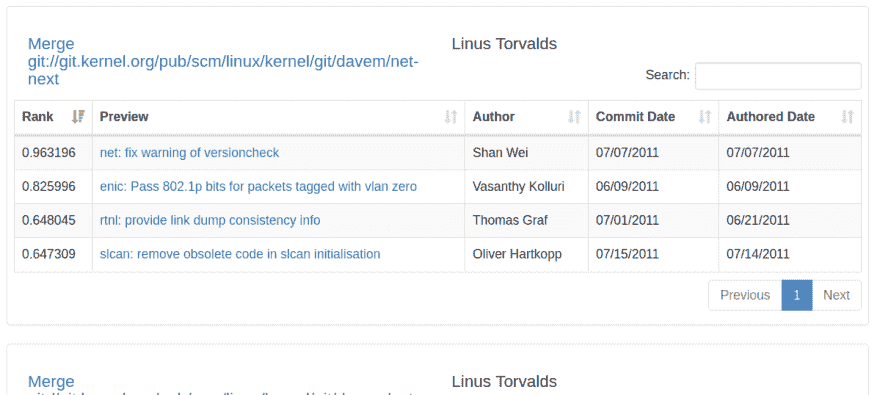 Merge Linus Torvalds
git://git.kernel.org/pub/scm/linux/kernel/git/davem/net-
next
Search:
Rank Preview Author Commit Date Authored Date
0.963196 net: fix warning of versioncheck Shan Wei 07/07/2011 07/07/2011
0.825996 enic: Pass 802.1p bits for packets tagged with vlan zero Vasanthy Kolluri 06/09/2011 06/09/2011
0.648045 rtnl: provide link dump consistency info Thomas Graf 07/01/2011 06/21/2011
0.647309 slcan: remove obsolete code in slcan initialisation Oliver Hartkopp 07/15/2011 07/14/2011
Previous 1 Next
Merge Linus Torvalds